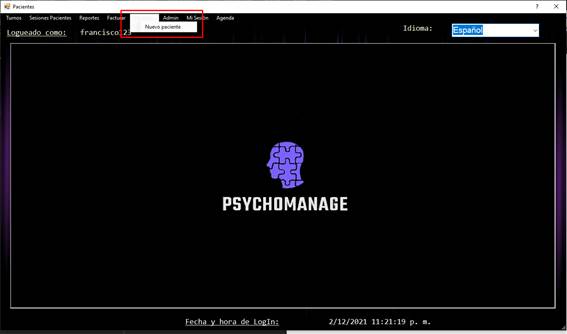 Pacientes
? ✕
Turnos Sesiones Pacientes Reportes Facturar Admin Mi Sesión Agenda
Nuevo paciente
Logueado como: francisco123 Idioma: Español
PSYCHOMANAGE
Fecha y hora de LogIn: 2/12/2021 11:21:19 p. m.